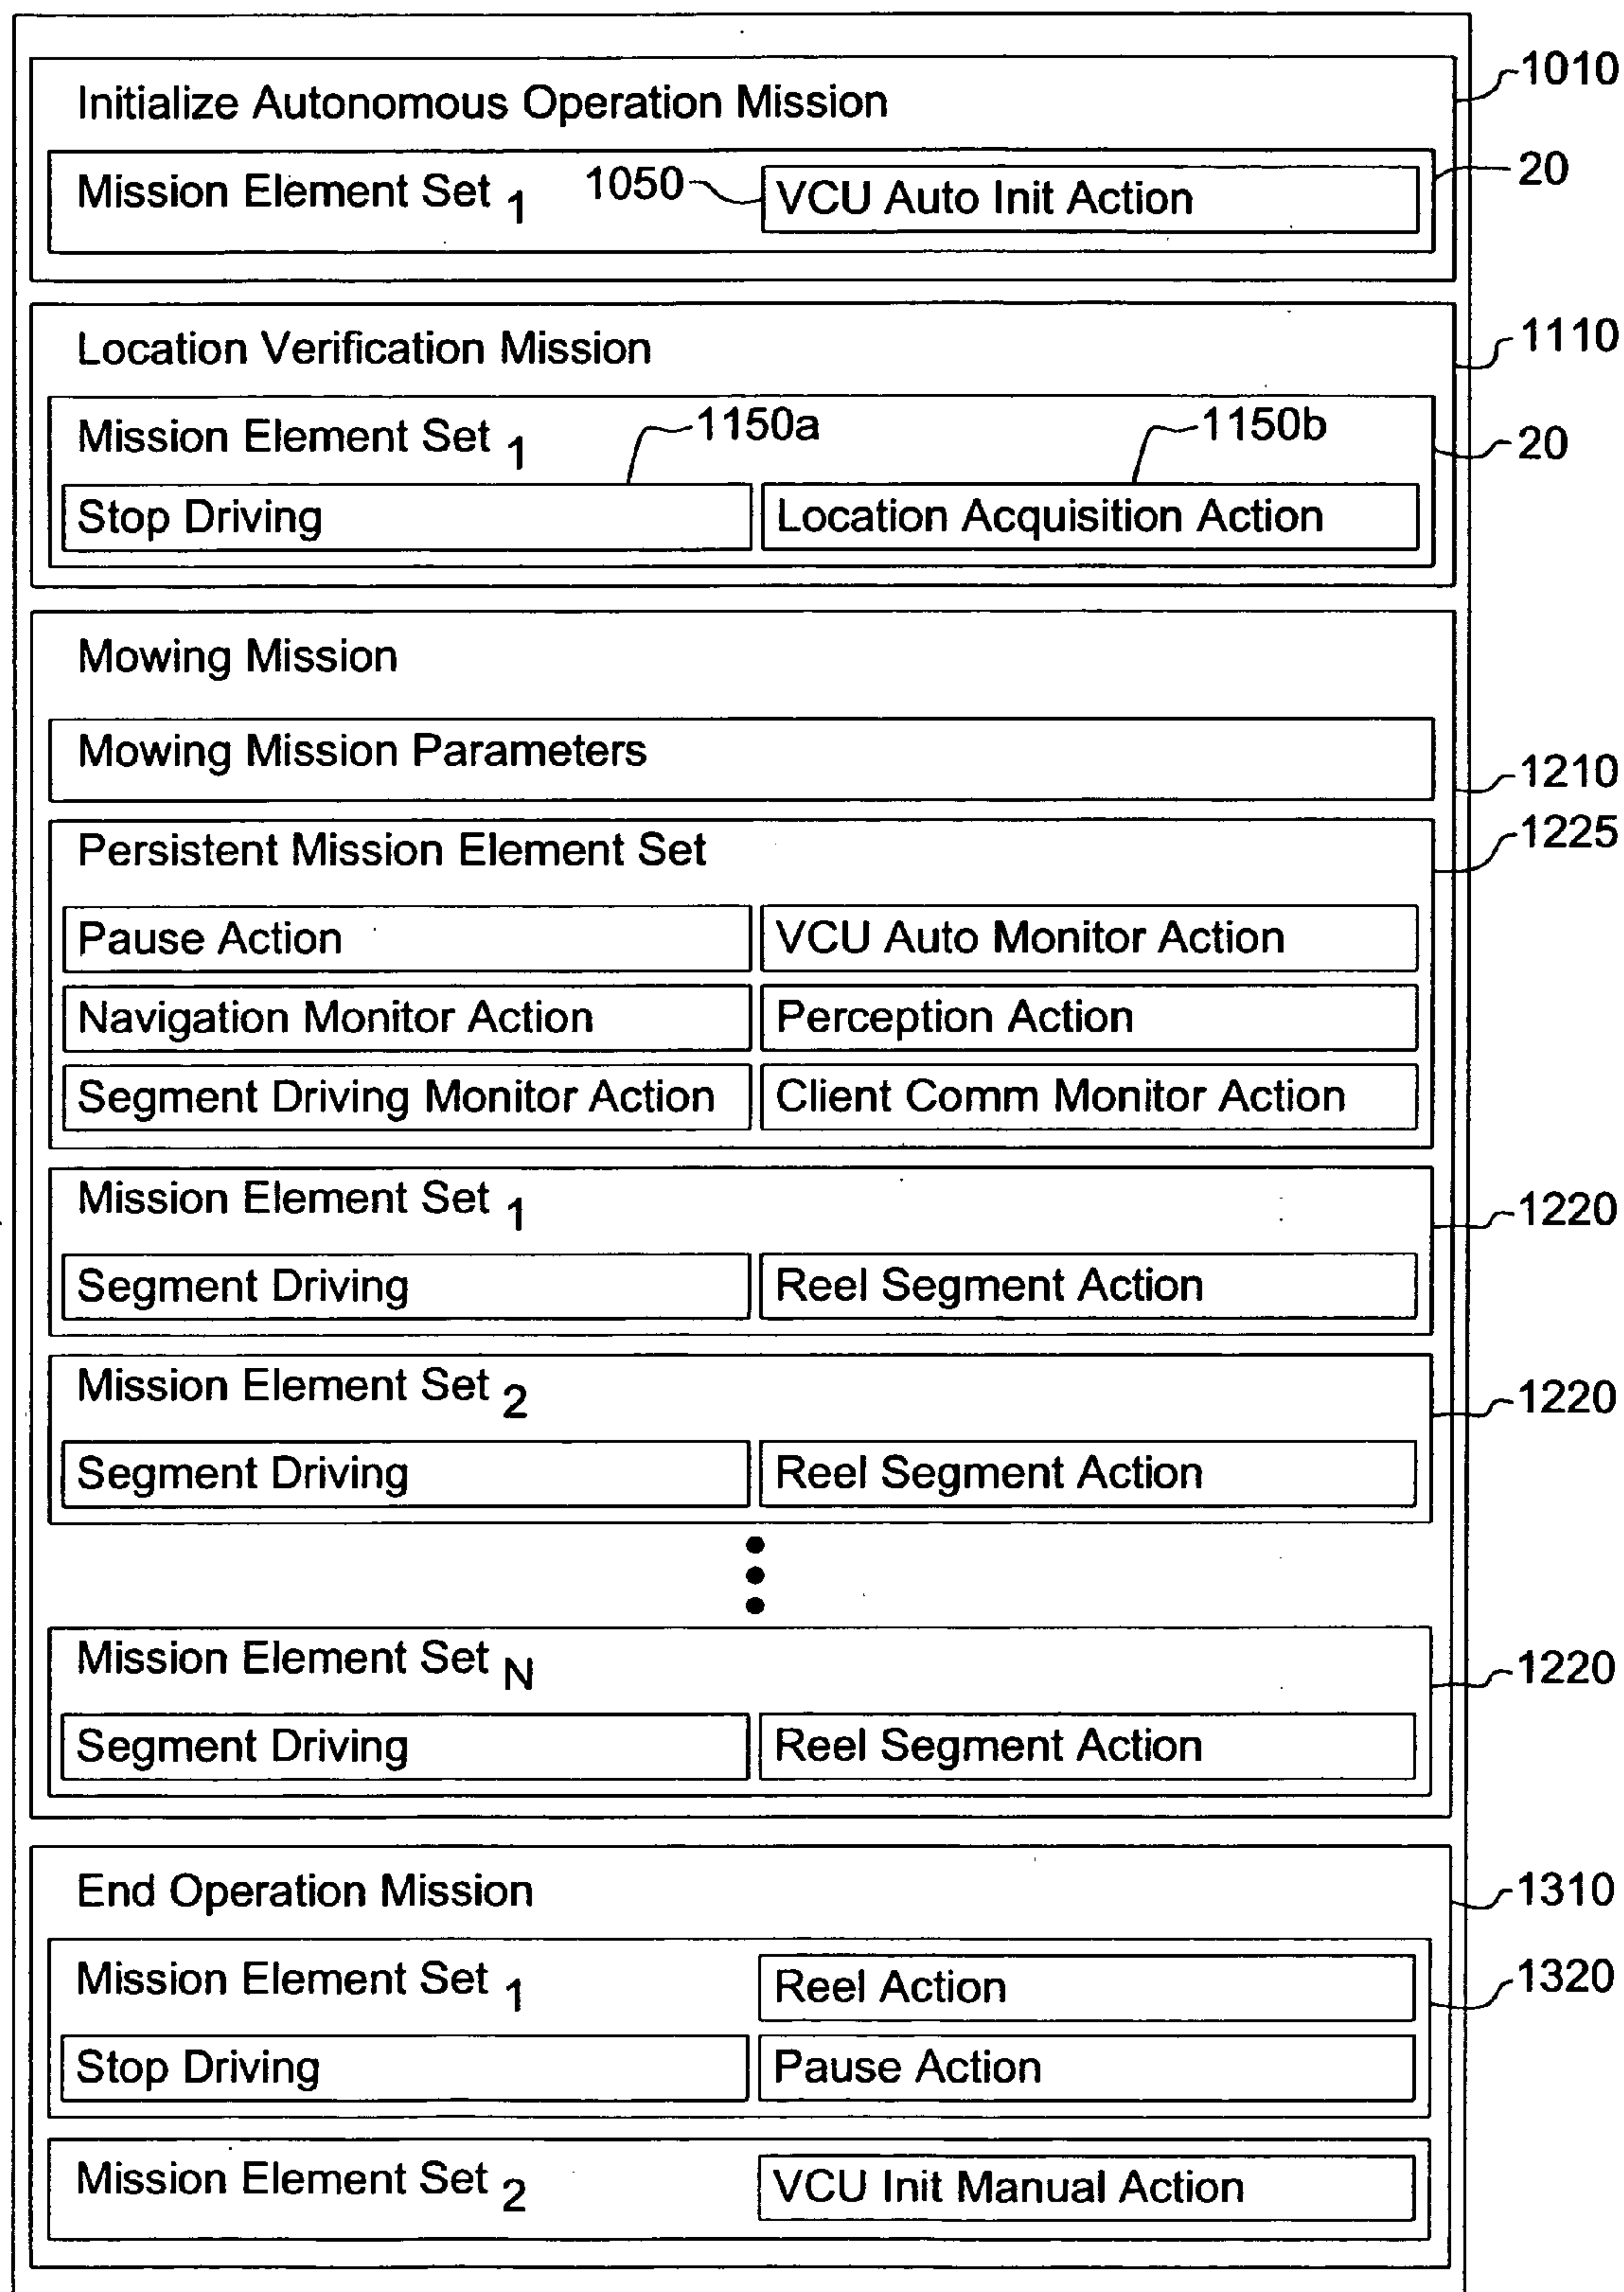 Initialize Autonomous Operation Mission
1010
Mission Element Set 1
1050
VCU Auto Init Action
20
Location Verification Mission
1110
Mission Element Set 1
1150a
1150b
20
Stop Driving
Location Acquisition Action
Mowing Mission
Mowing Mission Parameters
1210
Persistent Mission Element Set
1225
Pause Action
VCU Auto Monitor Action
Navigation Monitor Action
Perception Action
Segment Driving Monitor Action
Client Comm Monitor Action
Mission Element Set 1
1220
Segment Driving
Reel Segment Action
Mission Element Set 2
1220
Segment Driving
Reel Segment Action
Mission Element Set N
1220
Segment Driving
Reel Segment Action
End Operation Mission
1310
Mission Element Set 1
Reel Action
1320
Stop Driving
Pause Action
Mission Element Set 2
VCU Init Manual Action